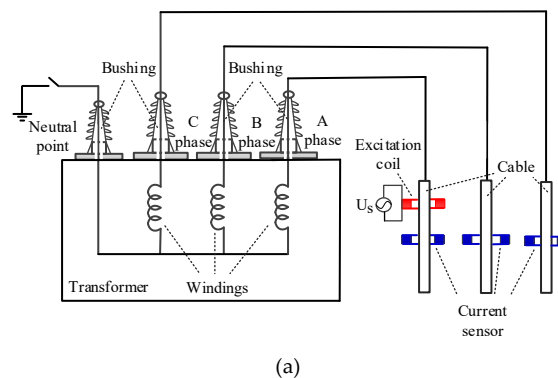 Bushing
Bushing
Neutral
point
C
phase
B
phase
A
phase
Excitation
coil
Cable
Us
Transformer
Windings
Current
sensor
(a)